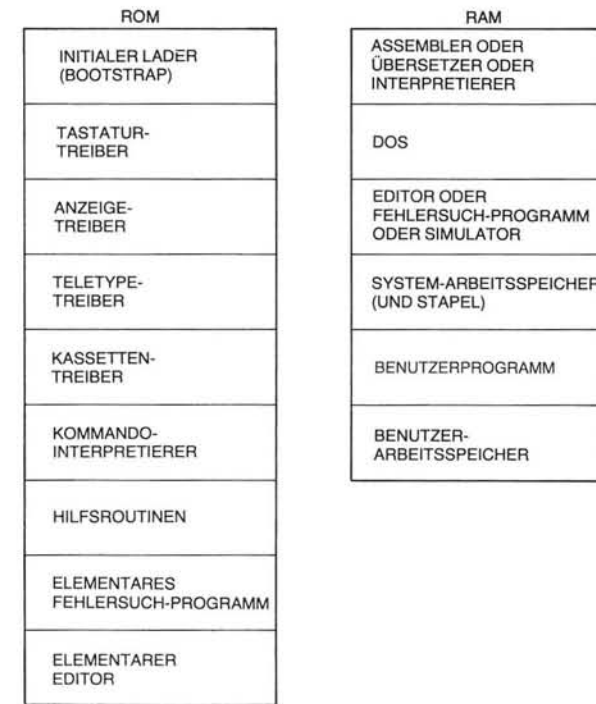 ROM
INITIALER LADER
(BOOTSTRAP)
TASTATUR-
TREIBER
ANZEIGE-
TREIBER
TELETYPE-
TREIBER
KASSETTEN-
TREIBER
KOMMANDO-
INTERPRETIERER
HILFSROUTINEN
ELEMENTARES
FEHLERSUCH-PROGRAMM
ELEMENTARER
EDITOR
RAM
ASSEMBLER ODER
ÜBERSETZER ODER
INTERPRETIERER
DOS
EDITOR ODER
FEHLERSUCH-PROGRAMM
ODER SIMULATOR
SYSTEM-ARBEITSSPEICHER
(UND STAPEL)
BENUTZERPROGRAMM
BENUTZER-
ARBEITSSPEICHER